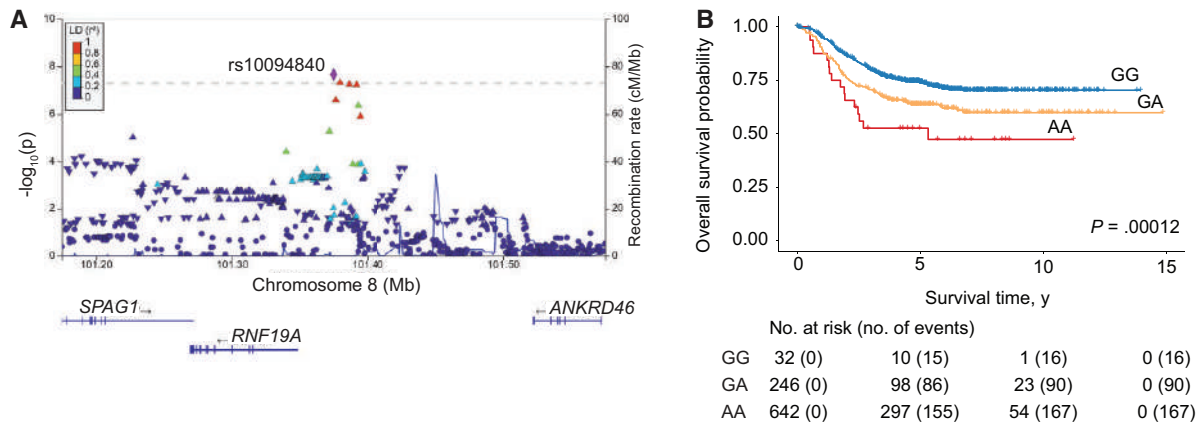 A
10
100
LD (r²)
1
0.8
0.6
0.4
0.2
0
rs10094840
8
80
6
60
4
40
2
20
0
0
-log10(p)
Recombination rate (cM/Mb)
101.20
101.30
101.40
101.50
Chromosome 8 (Mb)
SPAG1→
←RNF19A
←ANKRD46
B
1.00
0.75
0.50
0.25
0.00
Overall survival probability
GG
GA
AA
P = .00012
0
5
10
15
Survival time, y
No. at risk (no. of events)
GG 32 (0) 10 (15) 1 (16) 0 (16)
GA 246 (0) 98 (86) 23 (90) 0 (90)
AA 642 (0) 297 (155) 54 (167) 0 (167)